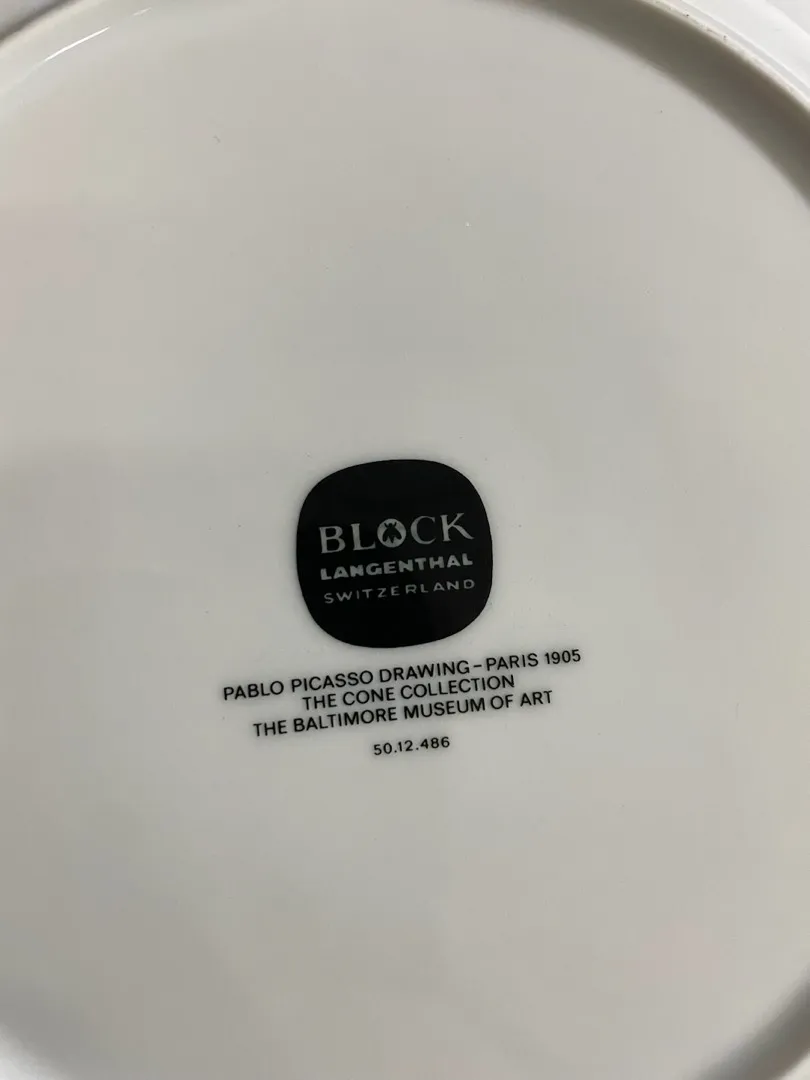 BLOCK
LANGENTHAL
SWITZERLAND
PABLO PICASSO DRAWING – PARIS 1905
THE CONE COLLECTION
THE BALTIMORE MUSEUM OF ART
50.12.486